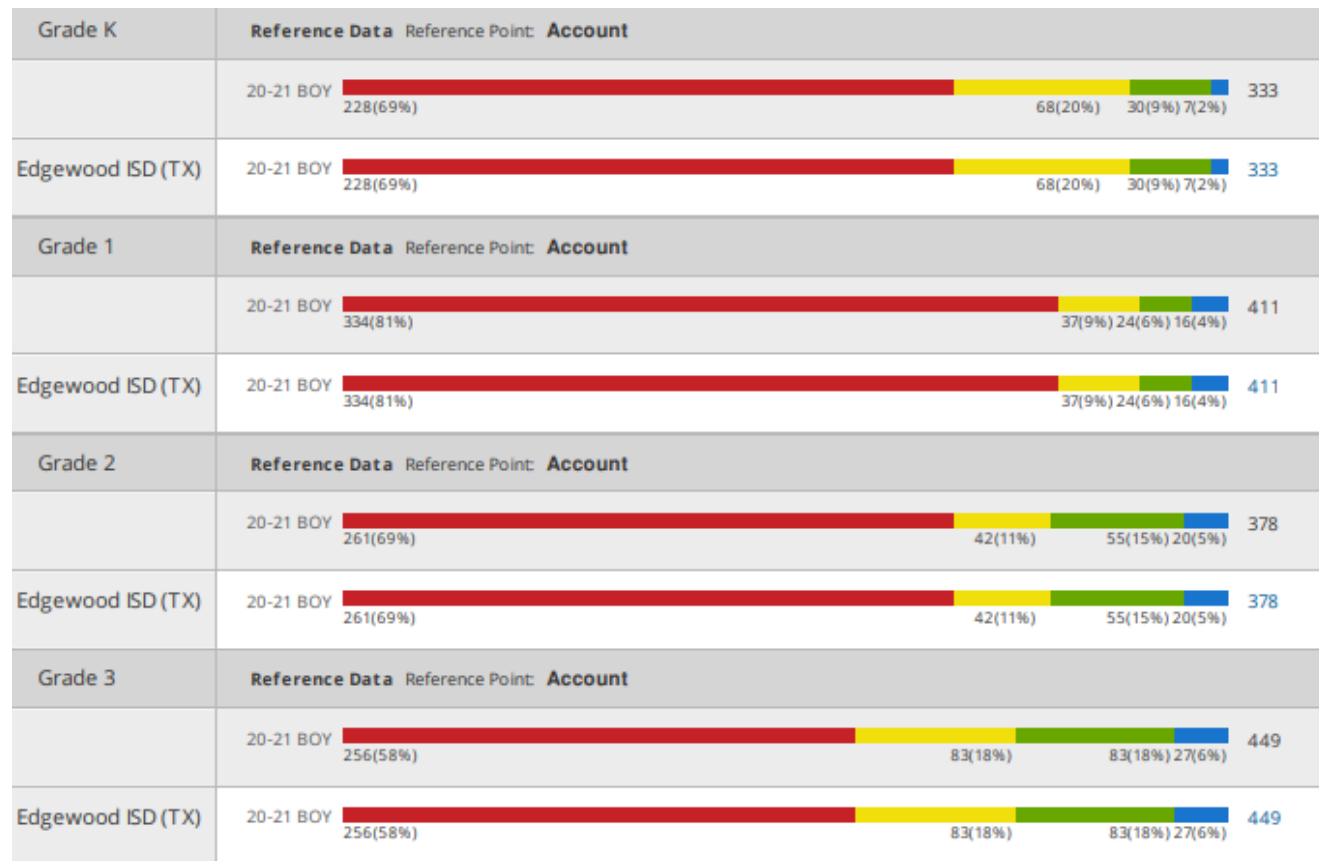 Grade K Reference Data Reference Point: Account
20-21 BOY 333
228(69%) 68(20%) 30(9%) 7(2%)
Edgewood ISD (TX) 20-21 BOY 333
228(69%) 68(20%) 30(9%) 7(2%)
Grade 1 Reference Data Reference Point: Account
20-21 BOY 411
334(81%) 37(9%) 24(6%) 16(4%)
Edgewood ISD (TX) 20-21 BOY 411
334(81%) 37(9%) 24(6%) 16(4%)
Grade 2 Reference Data Reference Point: Account
20-21 BOY 378
261(69%) 42(11%) 55(15%) 20(5%)
Edgewood ISD (TX) 20-21 BOY 378
261(69%) 42(11%) 55(15%) 20(5%)
Grade 3 Reference Data Reference Point: Account
20-21 BOY 449
256(58%) 83(18%) 83(18%) 27(6%)
Edgewood ISD (TX) 20-21 BOY 449
256(58%) 83(18%) 83(18%) 27(6%)